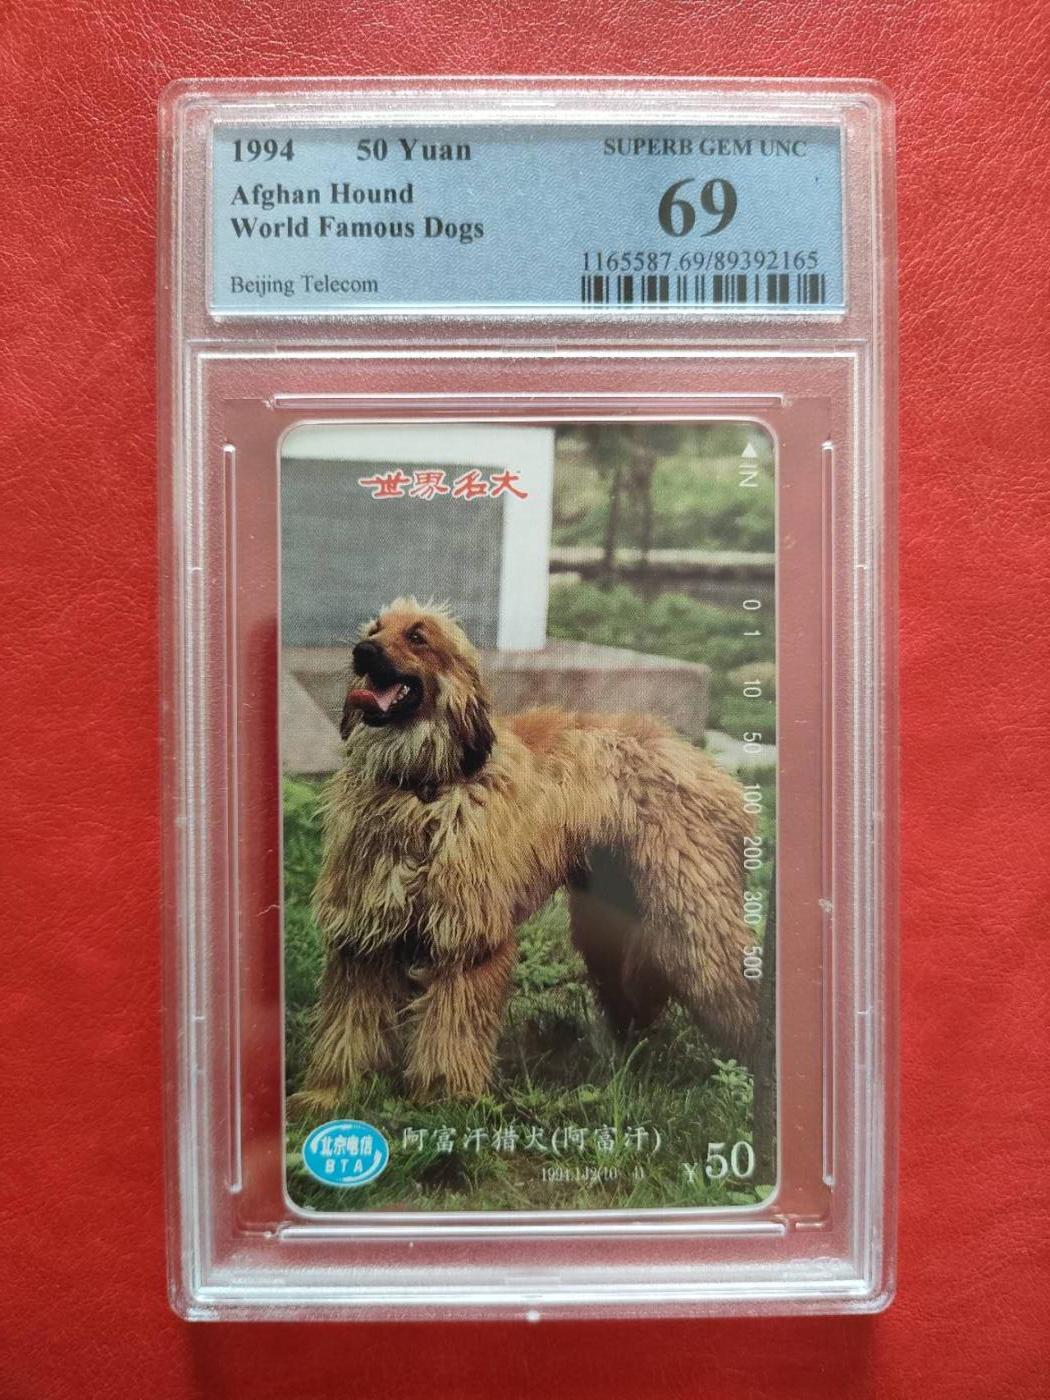 1994 50 Yuan SUPERB GEM UNC
Afghan Hound
World Famous Dogs
69
1165587.69/89392165
Beijing Telecom
世界名犬
IN
0 1 10 50 100 200 300 500
北京电信
BTA
阿富汗猎犬(阿富汗)
¥50